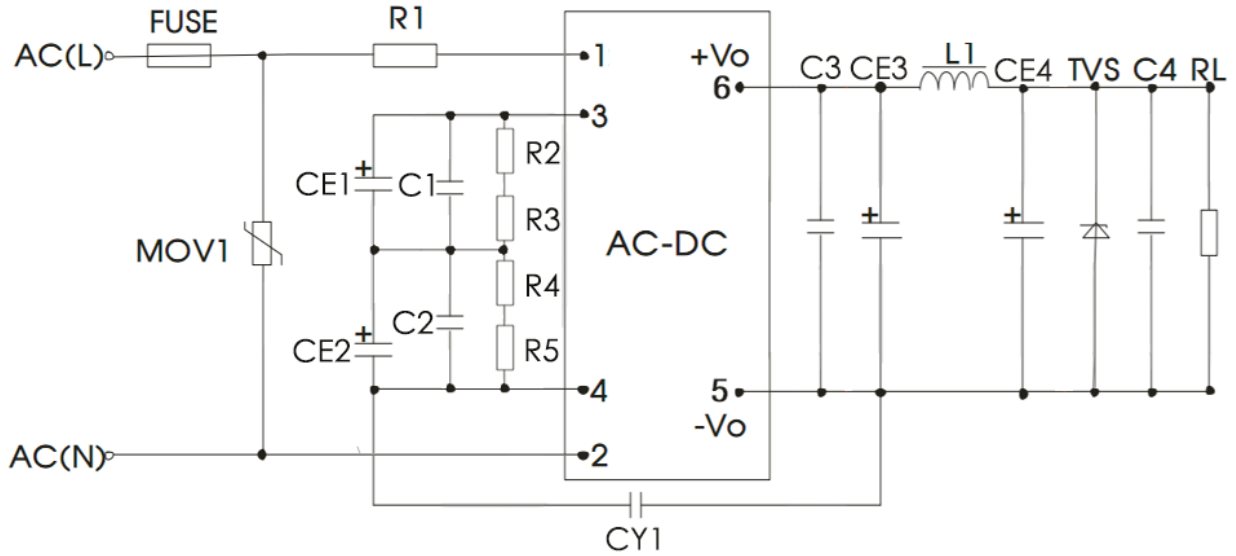 FUSE
R1
AC(L)
1
+Vo
6
C3
CE3
L1
CE4
TVS
C4
RL
3
R2
+
CE1
C1
R3
+
+
MOV1
AC-DC
R4
+
C2
CE2
R5
4
5
-Vo
AC(N)
2
CY1